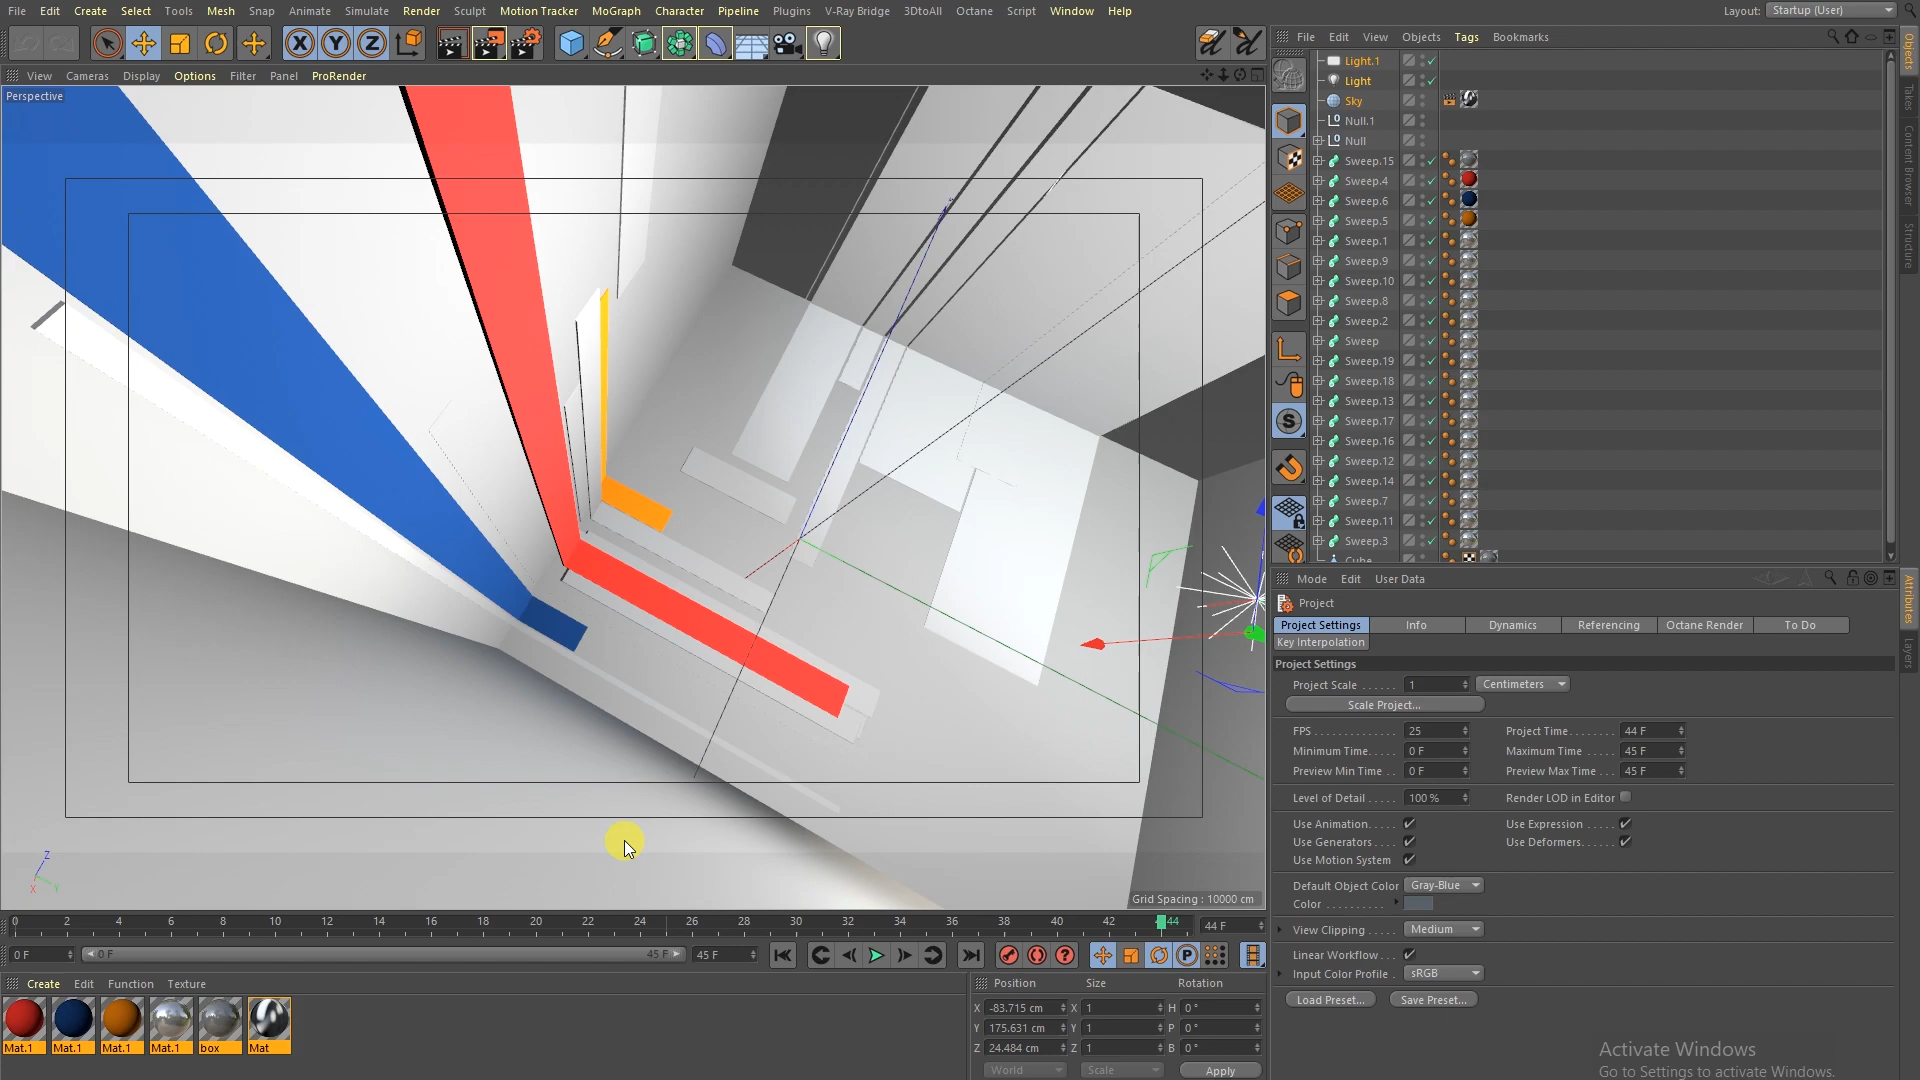 File Edit Create Select Tools Mesh Snap Animate Simulate Render Sculpt Motion Tracker MoGraph Character Pipeline Plugins V-Ray Bridge 3DtoAll Octane Script Window Help Layout: Startup (User)
File Edit View Objects Tags Bookmarks
View Cameras Display Options Filter Panel ProRender
Perspective
Light.1
Light
Sky
Null.1
Null
Sweep.15
Sweep.4
Sweep.6
Sweep.5
Sweep.1
Sweep.9
Sweep.10
Sweep.8
Sweep.2
Sweep
Sweep.19
Sweep.18
Sweep.13
Sweep.17
Sweep.16
Sweep.12
Sweep.14
Sweep.7
Sweep.11
Sweep.3
Cube
Objects
Takes
Content Browser
Structure
Mode Edit User Data
Project
Project Settings Info Dynamics Referencing Octane Render To Do
Key Interpolation
Project Settings
Project Scale ...... 1 Centimeters
Scale Project...
FPS .............. 25 Project Time........ 44 F
Minimum Time..... 0 F Maximum Time ..... 45 F
Preview Min Time .. 0 F Preview Max Time ... 45 F
Level of Detail ..... 100 % Render LOD in Editor
Use Animation..... Use Expression .....
Use Generators.... Use Deformers......
Use Motion System
Default Object Color Gray-Blue
Color ..........
View Clipping ..... Medium
Linear Workflow...
Input Color Profile . sRGB
Load Preset... Save Preset...
Attributes
Layers
Z
X Y
Grid Spacing : 10000 cm
0 2 4 6 8 10 12 14 16 18 20 22 24 26 28 30 32 34 36 38 40 42 44 44 F
0 F 0 F 45 F 45 F
Create Edit Function Texture
Mat.1 Mat.1 Mat.1 Mat.1 box Mat
Position Size Rotation
X -83.715 cm X 1 H 0 °
Y 175.631 cm Y 1 P 0 °
Z 24.484 cm Z 1 B 0 °
World Scale Apply
Activate Windows
Go to Settings to activate Windows.